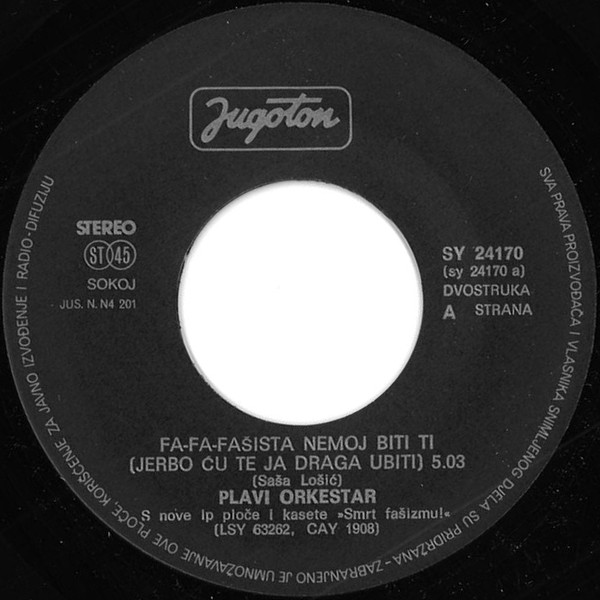 Jugoton
STEREO
ST 45
SOKOJ
JUS. N. N4 201
SY 24170
(sy 24170 a)
DVOSTRUKA
A STRANA
FA-FA-FAŠISTA NEMOJ BITI TI
(JERBO ĆU TE JA DRAGA UBITI) 5.03
(Saša Lošić)
PLAVI ORKESTAR
S nove lp ploče i kasete »Smrt fašizmu!«
(LSY 63262, CAY 1908)
SVA PRAVA PROIZVOĐAČA I VLASNIKA SNIMLJENOG DJELA SU PRIDRŽANA - ZABRANJENO JE UMNOŽAVANJE OVE PLOČE, KORIŠĆENJE ZA JAVNO IZVOĐENJE I RADIO-DIFUZIJU